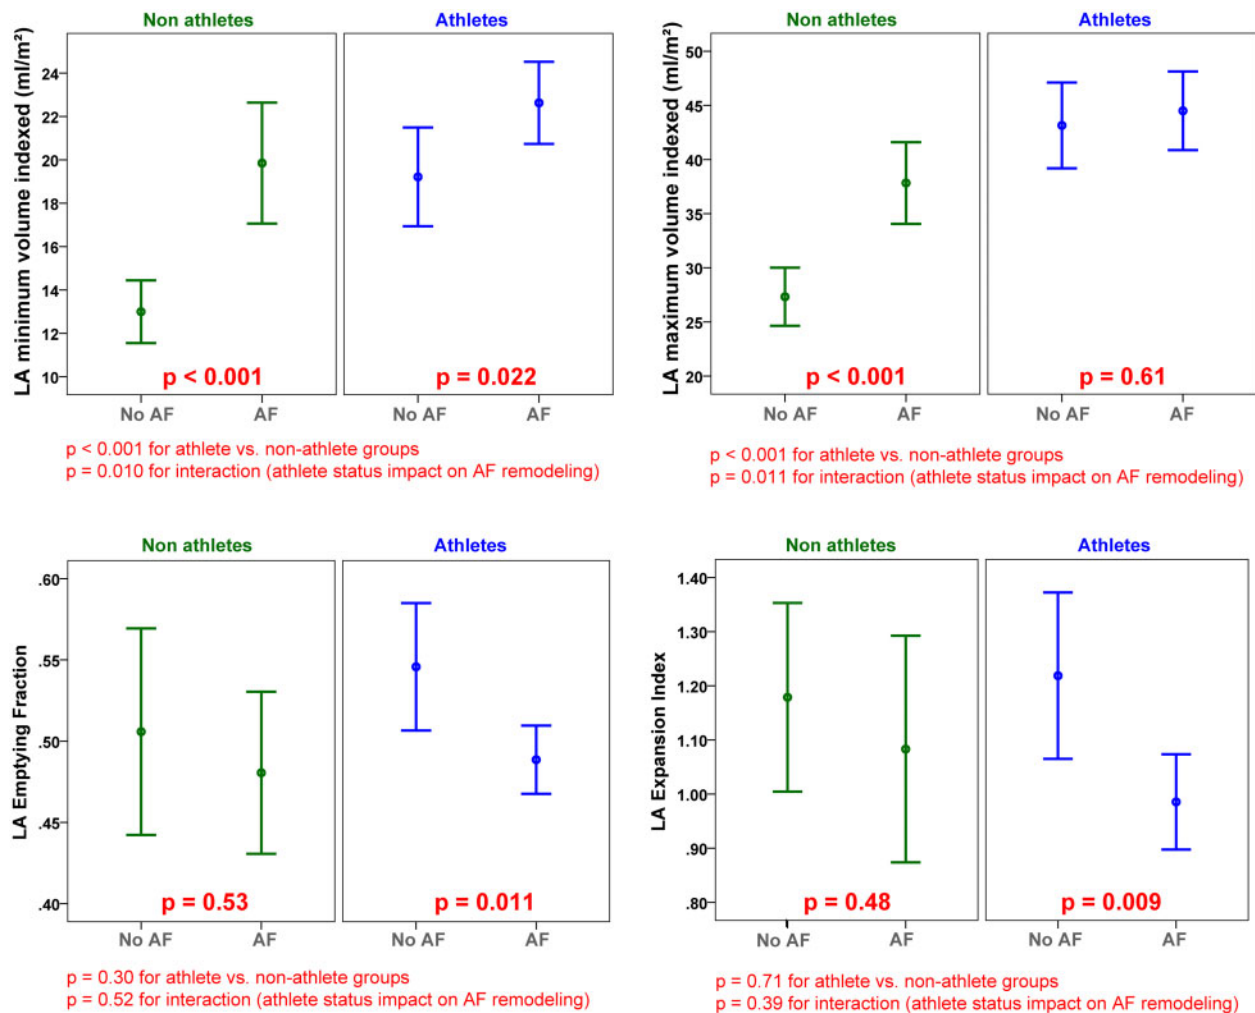 Non athletes
Athletes
LA minimum volume indexed (ml/m²)
24
22
20
18
16
14
12
10
p < 0.001
p = 0.022
No AF
AF
No AF
AF
p < 0.001 for athlete vs. non-athlete groups
p = 0.010 for interaction (athlete status impact on AF remodeling)
Non athletes
Athletes
LA maximum volume indexed (ml/m²)
50
45
40
35
30
25
20
p < 0.001
p = 0.61
No AF
AF
No AF
AF
p < 0.001 for athlete vs. non-athlete groups
p = 0.011 for interaction (athlete status impact on AF remodeling)
Non athletes
Athletes
LA Emptying Fraction
.60
.55
.50
.45
.40
p = 0.53
p = 0.011
No AF
AF
No AF
AF
p = 0.30 for athlete vs. non-athlete groups
p = 0.52 for interaction (athlete status impact on AF remodeling)
Non athletes
Athletes
LA Expansion Index
1.40
1.30
1.20
1.10
1.00
.90
.80
p = 0.48
p = 0.009
No AF
AF
No AF
AF
p = 0.71 for athlete vs. non-athlete groups
p = 0.39 for interaction (athlete status impact on AF remodeling)